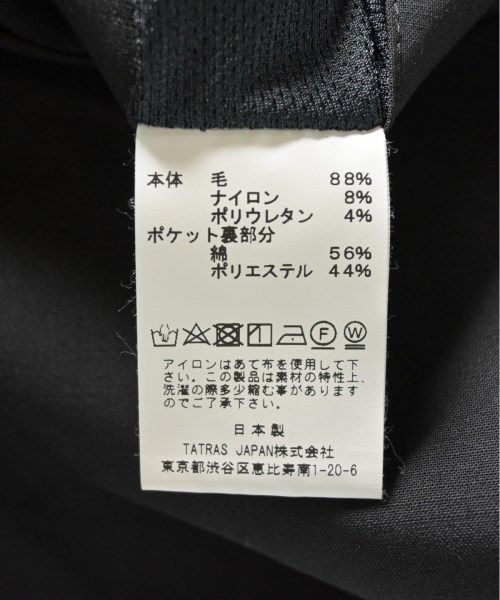 本体 毛 88%
ナイロン 8%
ポリウレタン 4%
ポケット裏部分
綿 56%
ポリエステル 44%
F W
アイロンはあて布を使用して下
さい。この製品は素材の特性上、
洗濯の際多少縮む事があります
のでご了承下さい。
日本製
TATRAS JAPAN株式会社
東京都渋谷区恵比寿南1-20-6